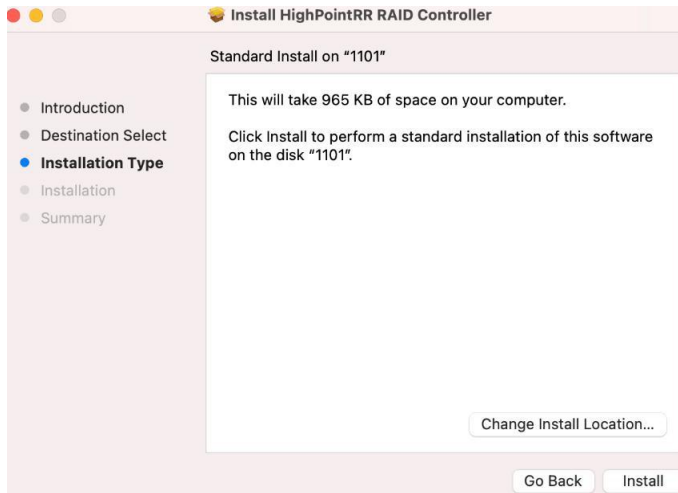 Install HighPointRR RAID Controller
Standard Install on “1101”
Introduction
Destination Select
Installation Type
Installation
Summary
This will take 965 KB of space on your computer.
Click Install to perform a standard installation of this software
on the disk “1101”.
Change Install Location...
Go Back
Install